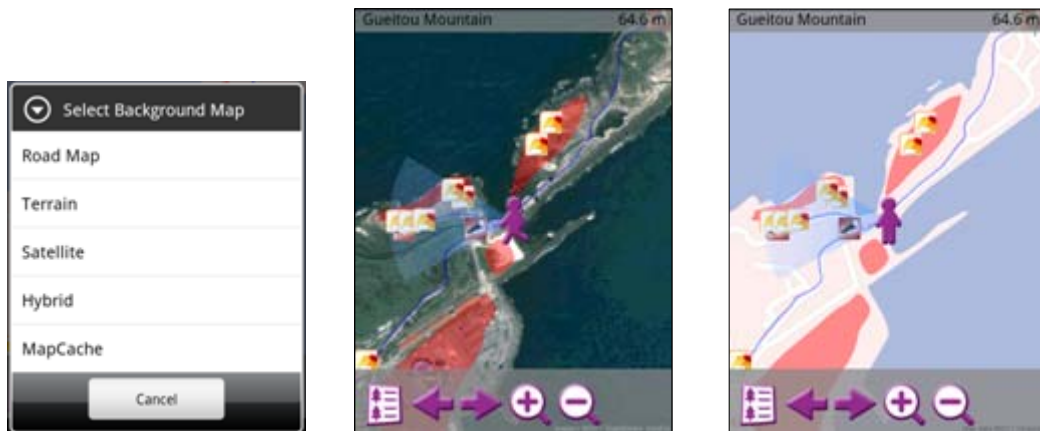 Select Background Map
Road Map
Terrain
Satellite
Hybrid
MapCache
Cancel
Gueitou Mountain 64.6 m
Gueitou Mountain 64.6 m